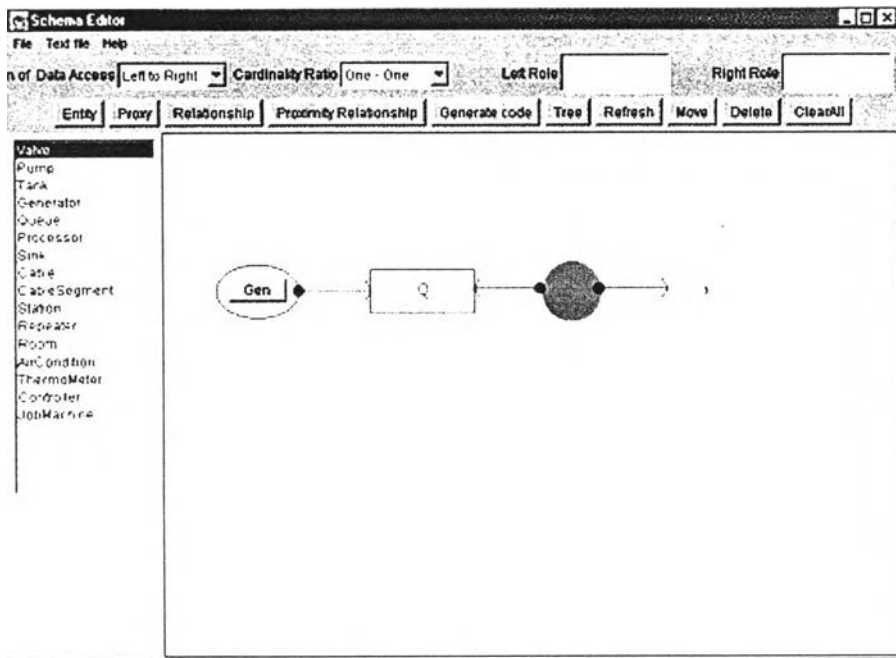 Schema Editor
File Text file Help
n of Data Access Left to Right Cardinality Ratio One - One Left Role Right Role
Entity Proxy Relationship Proximity Relationship Generate code Tree Refresh Move Delete ClearAll
Valve
Pump
Tank
Generator
Queue
Processor
Sink
Cable
CableSegment
Station
Repeater
Room
AirCondition
ThermoMeter
Controller
JobMachine
Gen Q